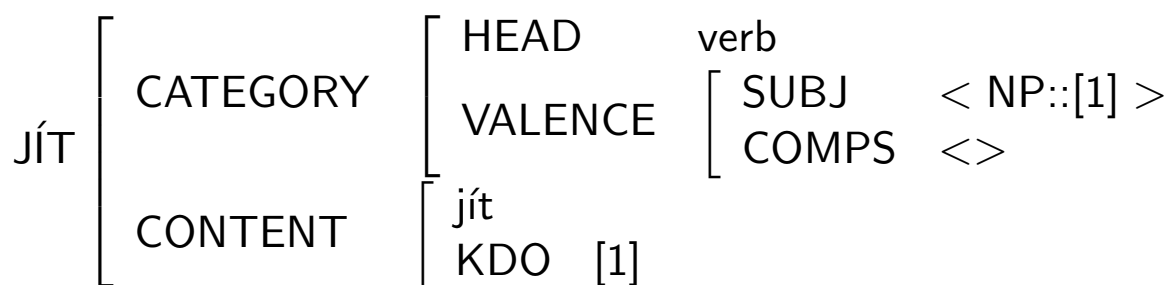 HEAD verb
CATEGORY
SUBJ < NP::[1] >
VALENCE
COMPS <>
JÍT
jít
CONTENT
KDO [1]